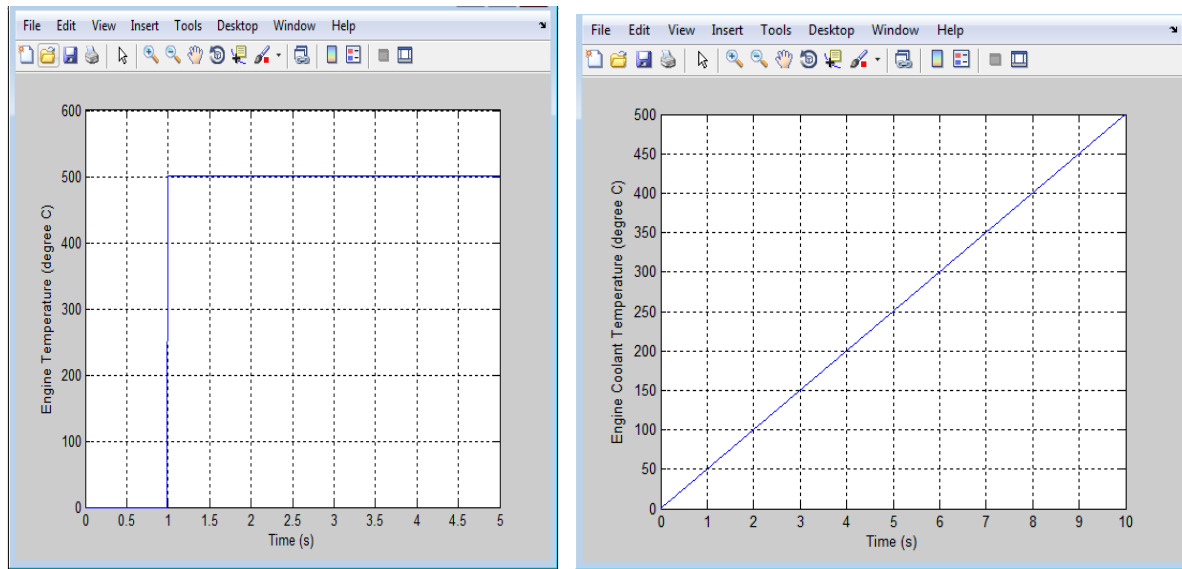 File Edit View Insert Tools Desktop Window Help
600
500
400
300
200
100
0
Engine Temperature (degree C)
0 0.5 1 1.5 2 2.5 3 3.5 4 4.5 5
Time (s)
File Edit View Insert Tools Desktop Window Help
500
450
400
350
300
250
200
150
100
50
0
Engine Coolant Temperature (degree C)
0 1 2 3 4 5 6 7 8 9 10
Time (s)